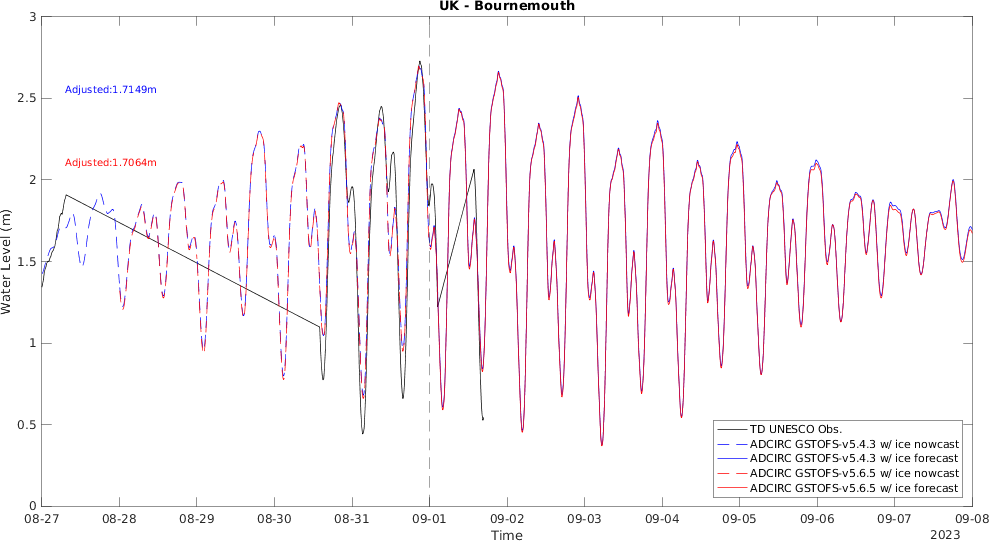 UK - Bournemouth
3
2.5
2
1.5
1
0.5
0
Water Level (m)
Adjusted:1.7149m
Adjusted:1.7064m
TD UNESCO Obs.
ADCIRC GSTOFS-v5.4.3 w/ ice nowcast
ADCIRC GSTOFS-v5.4.3 w/ ice forecast
ADCIRC GSTOFS-v5.6.5 w/ ice nowcast
ADCIRC GSTOFS-v5.6.5 w/ ice forecast
08-27 08-28 08-29 08-30 08-31 09-01 09-02 09-03 09-04 09-05 09-06 09-07 09-08
Time
2023